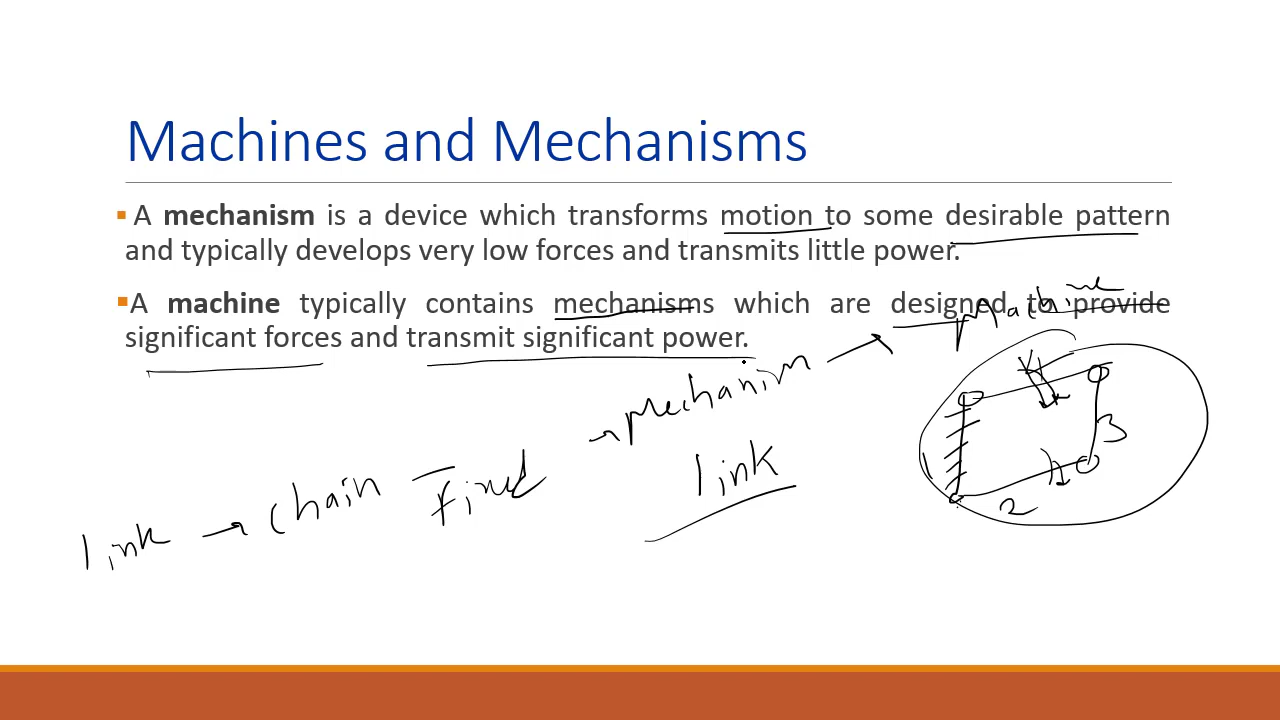 Machines and Mechanisms
▪ A mechanism is a device which transforms motion to some desirable pattern
and typically develops very low forces and transmits little power.
▪A machine typically contains mechanisms which are designed to provide
significant forces and transmit significant power.
Machine
→ Mechanism →
link → chain Fixed
link
1
2
3
4